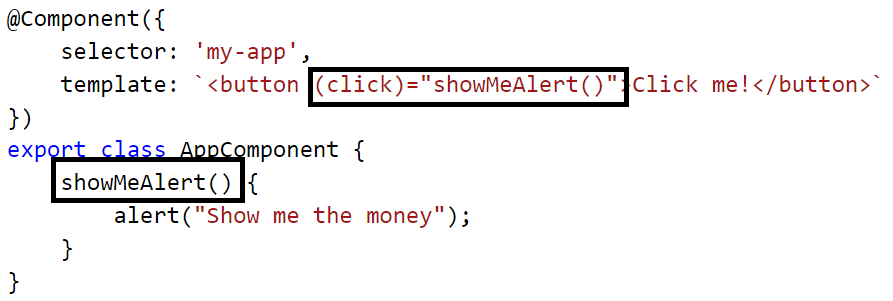 @Component({
    selector: 'my-app',
    template: `<button (click)="showMeAlert()">Click me!</button>`
})
export class AppComponent {
    showMeAlert() {
        alert("Show me the money");
    }
}